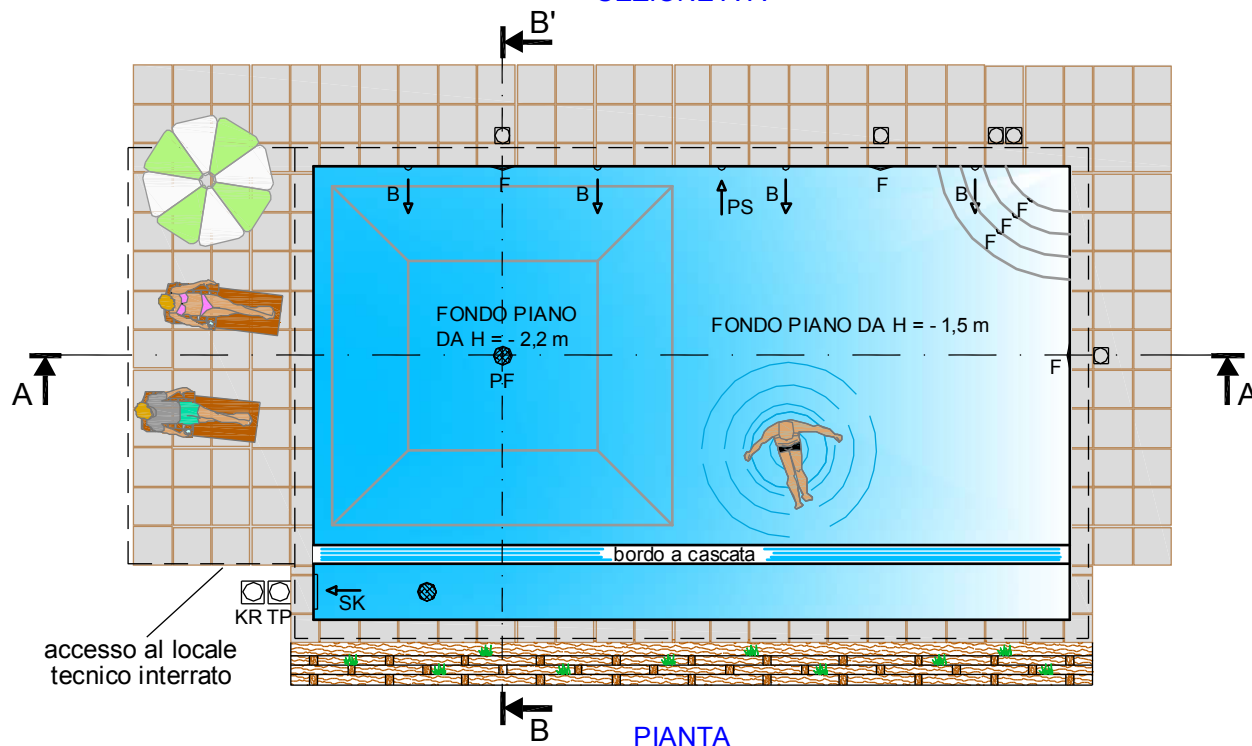 B'
B
F
B
PS
B
F
B
F
F
F
FONDO PIANO
DA H = - 2,2 m
FONDO PIANO DA H = - 1,5 m
A
PF
F
A
bordo a cascata
SK
KR TP
accesso al locale
tecnico interrato
B
PIANTA